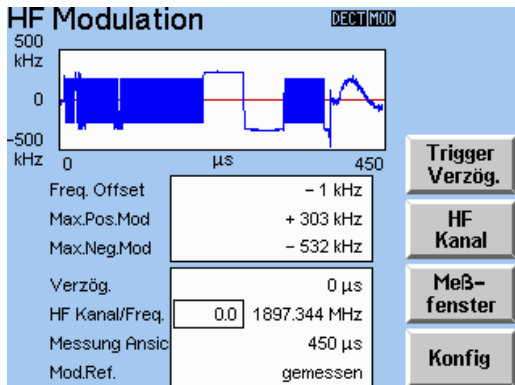 HF Modulation DECT MOD
500
kHz
0
-500
kHz
0 µs 450
Freq. Offset – 1 kHz
Max.Pos.Mod + 303 kHz
Max.Neg.Mod – 532 kHz
Verzög. 0 µs
HF Kanal/Freq. 0.0 1897.344 MHz
Messung Ansic 450 µs
Mod.Ref. gemessen
Trigger
Verzög.
HF
Kanal
Meß-
fenster
Konfig